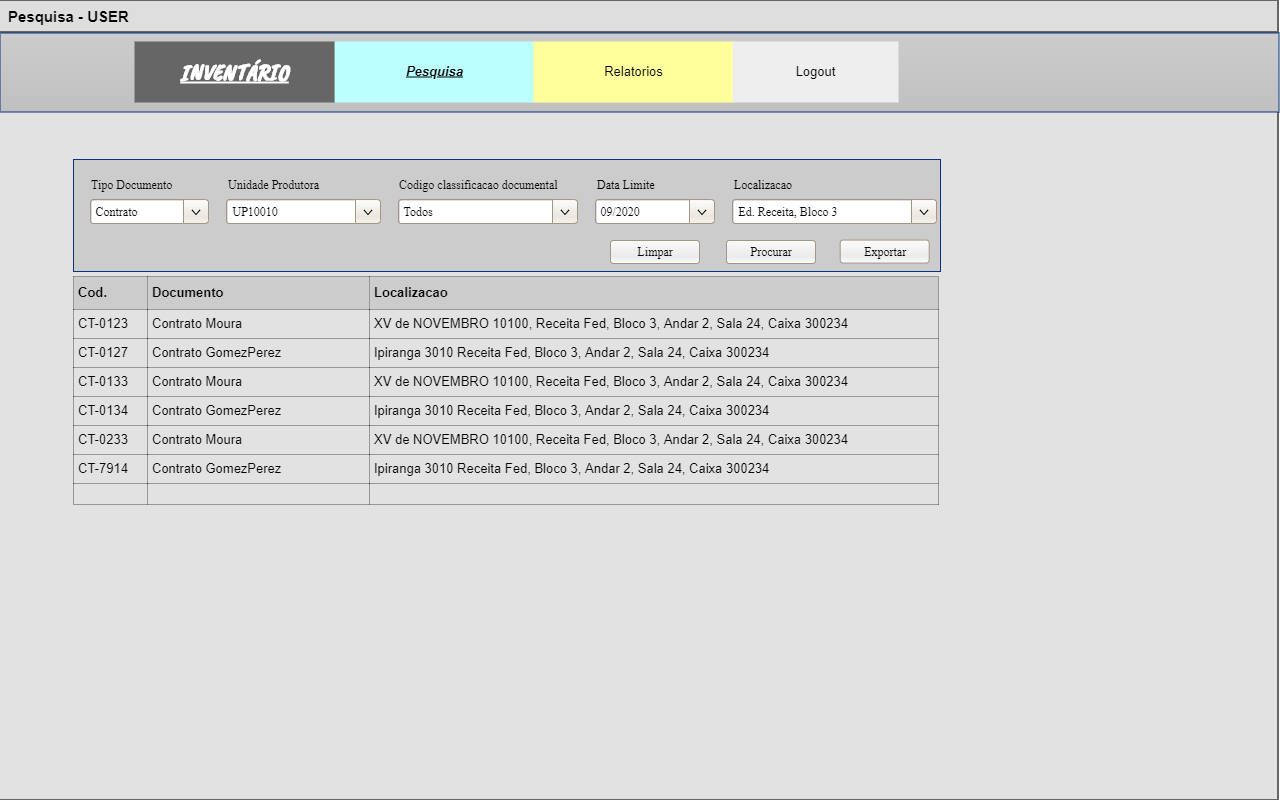 Pesquisa - USER
INVENTÁRIO Pesquisa Relatorios Logout
Tipo Documento Unidade Produtora Codigo classificacao documental Data Limite Localizacao
Contrato UP10010 Todos 09/2020 Ed. Receita, Bloco 3
Limpar Procurar Exportar
Cod. Documento Localizacao
CT-0123 Contrato Moura XV de NOVEMBRO 10100, Receita Fed, Bloco 3, Andar 2, Sala 24, Caixa 300234
CT-0127 Contrato GomezPerez Ipiranga 3010 Receita Fed, Bloco 3, Andar 2, Sala 24, Caixa 300234
CT-0133 Contrato Moura XV de NOVEMBRO 10100, Receita Fed, Bloco 3, Andar 2, Sala 24, Caixa 300234
CT-0134 Contrato GomezPerez Ipiranga 3010 Receita Fed, Bloco 3, Andar 2, Sala 24, Caixa 300234
CT-0233 Contrato Moura XV de NOVEMBRO 10100, Receita Fed, Bloco 3, Andar 2, Sala 24, Caixa 300234
CT-7914 Contrato GomezPerez Ipiranga 3010 Receita Fed, Bloco 3, Andar 2, Sala 24, Caixa 300234